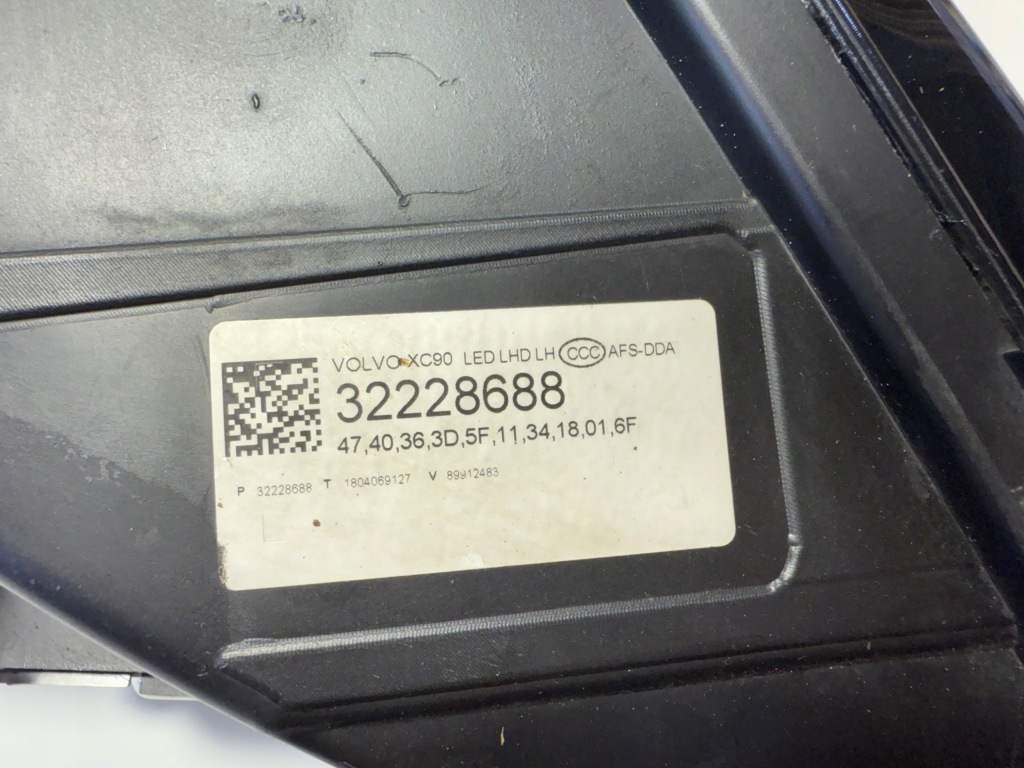 VOLVO XC90 LED LHD LH CCC AFS-DDA
32228688
47,40,36,3D,5F,11,34,18,01,6F
P 32228688 T 1804069127 V 89912483